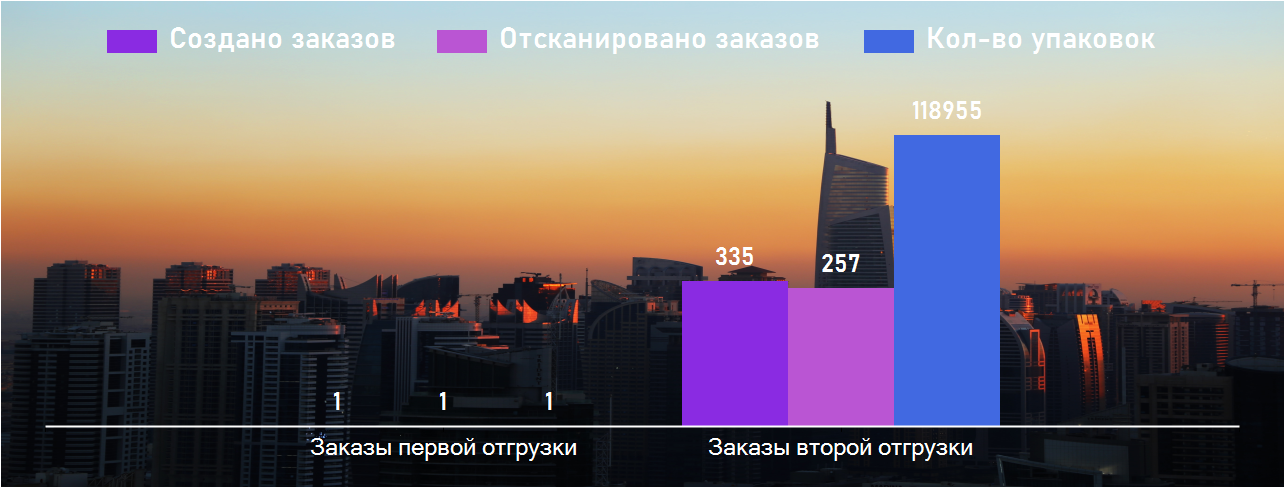 Создано заказов Отсканировано заказов Кол-во упаковок
118955
335 257
1 1 1
Заказы первой отгрузки Заказы второй отгрузки